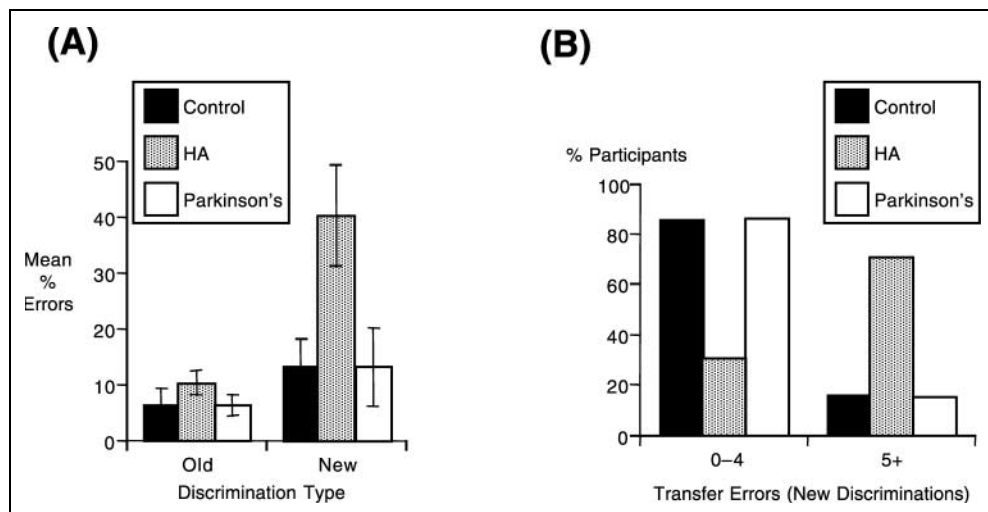 (A)
Control
HA
Parkinson's
50
40
30
20
10
0
Mean
%
Errors
Old
New
Discrimination Type
(B)
Control
HA
Parkinson's
% Participants
100
80
60
40
20
0
0–4
5+
Transfer Errors (New Discriminations)